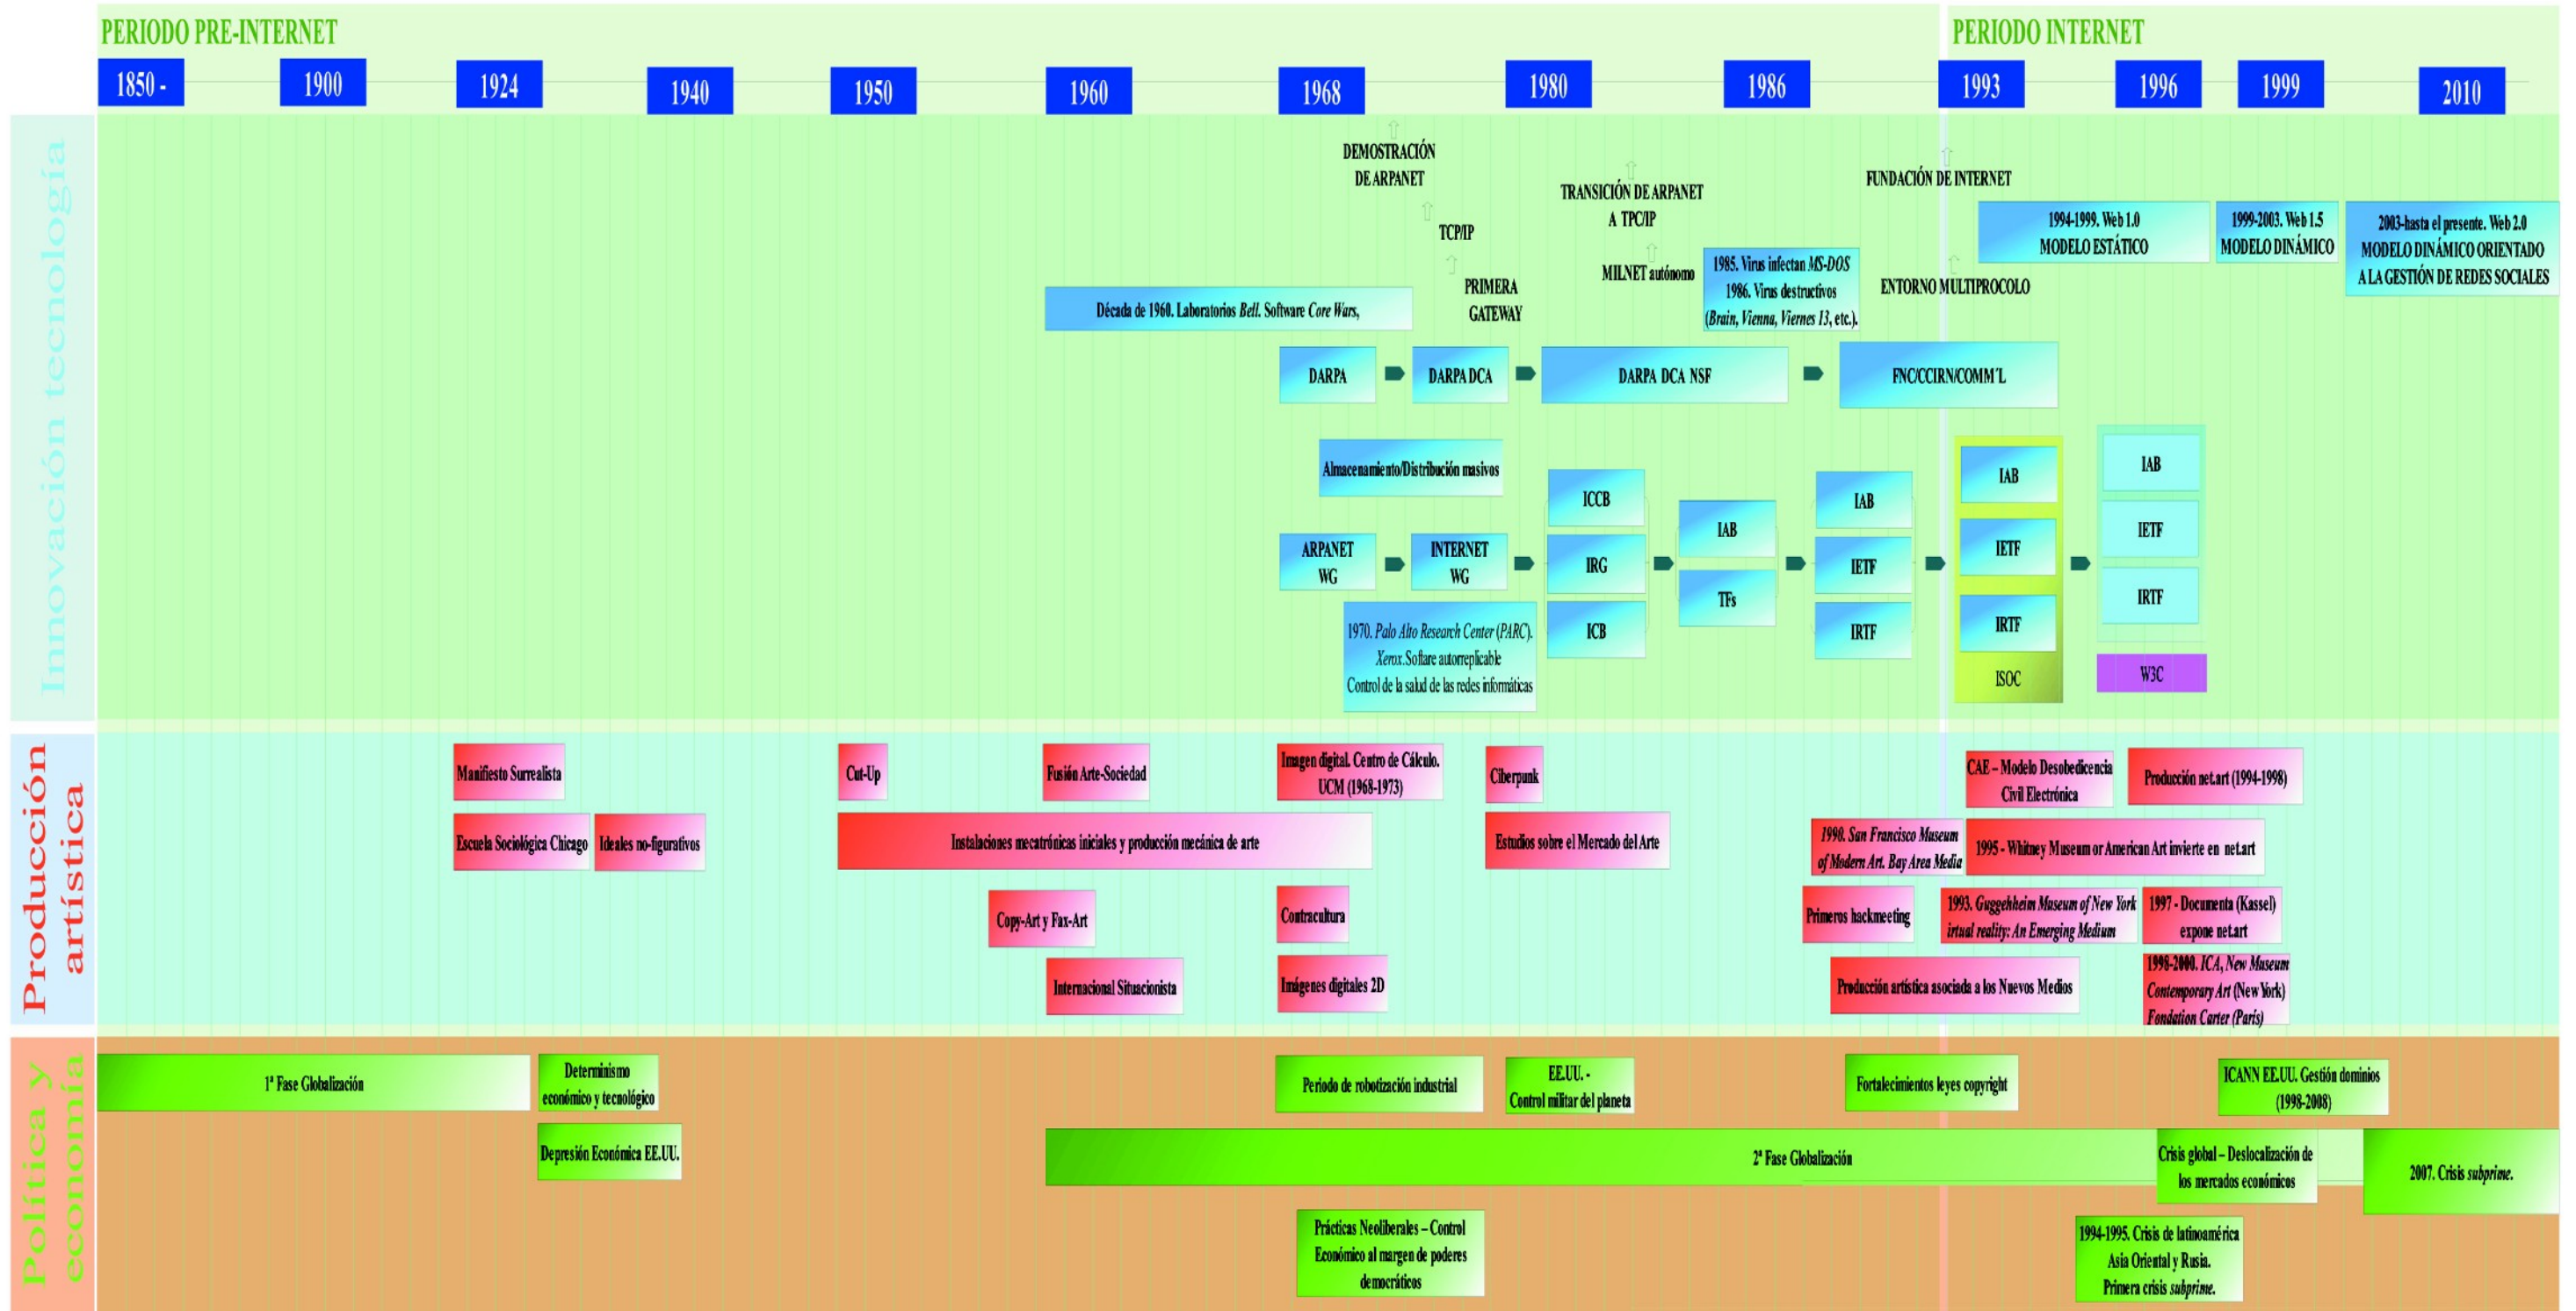 PERIODO PRE-INTERNET
PERIODO INTERNET
1850 -
1900
1924
1940
1950
1960
1968
1980
1986
1993
1996
1999
2010
Innovación tecnología
DEMOSTRACIÓN
DE ARPANET
TCP/IP
PRIMERA
GATEWAY
TRANSICIÓN DE ARPANET
A TPC/IP
MILNET autónomo
FUNDACIÓN DE INTERNET
ENTORNO MULTIPROCOLO
1994-1999. Web 1.0
MODELO ESTÁTICO
1999-2003. Web 1.5
MODELO DINÁMICO
2003-hasta el presente. Web 2.0
MODELO DINÁMICO ORIENTADO
A LA GESTIÓN DE REDES SOCIALES
1985. Virus infectan MS-DOS
1986. Virus destructivos
(Brain, Vienna, Viernes 13, etc.).
Década de 1960. Laboratorios Bell. Software Core Wars,
DARPA
DARPA DCA
DARPA DCA NSF
FNC/CCIRN/COMM´L
Almacenamiento/Distribución masivos
ARPANET
WG
INTERNET
WG
ICCB
IRG
ICB
IAB
TFs
IAB
IETF
IRTF
IAB
IETF
IRTF
ISOC
IAB
IETF
IRTF
W3C
1970. Palo Alto Research Center (PARC).
Xerox.Softare autorreplicable
Control de la salud de las redes informáticas
Producción
artística
Manifiesto Surrealista
Cut-Up
Fusión Arte-Sociedad
Imagen digital. Centro de Cálculo.
UCM (1968-1973)
Ciberpunk
CAE – Modelo Desobedicencia
Civil Electrónica
Producción net.art (1994-1998)
Escuela Sociológica Chicago
Ideales no-figurativos
Instalaciones mecatrónicas iniciales y producción mecánica de arte
Estudios sobre el Mercado del Arte
1990. San Francisco Museum
of Modern Art. Bay Area Media
1995 - Whitney Museum or American Art invierte en net.art
Copy-Art y Fax-Art
Contracultura
Primeros hackmeeting
1993. Guggehheim Museum of New York
irtual reality: An Emerging Medium
1997 - Documenta (Kassel)
expone net.art
Internacional Situacionista
Imágenes digitales 2D
Producción artística asociada a los Nuevos Medios
1998-2000. ICA, New Museum
Contemporary Art (New York)
Fondation Carter (París)
Política y
economía
1ª Fase Globalización
Determinismo
económico y tecnológico
Periodo de robotización industrial
EE.UU. -
Control militar del planeta
Fortalecimientos leyes copyright
ICANN EE.UU. Gestión dominios
(1998-2008)
Depresión Económica EE.UU.
2ª Fase Globalización
Crisis global – Deslocalización de
los mercados económicos
2007. Crisis subprime.
Prácticas Neoliberales – Control
Económico al margen de poderes
democráticos
1994-1995. Crisis de latinoamérica
Asia Oriental y Rusia.
Primera crisis subprime.